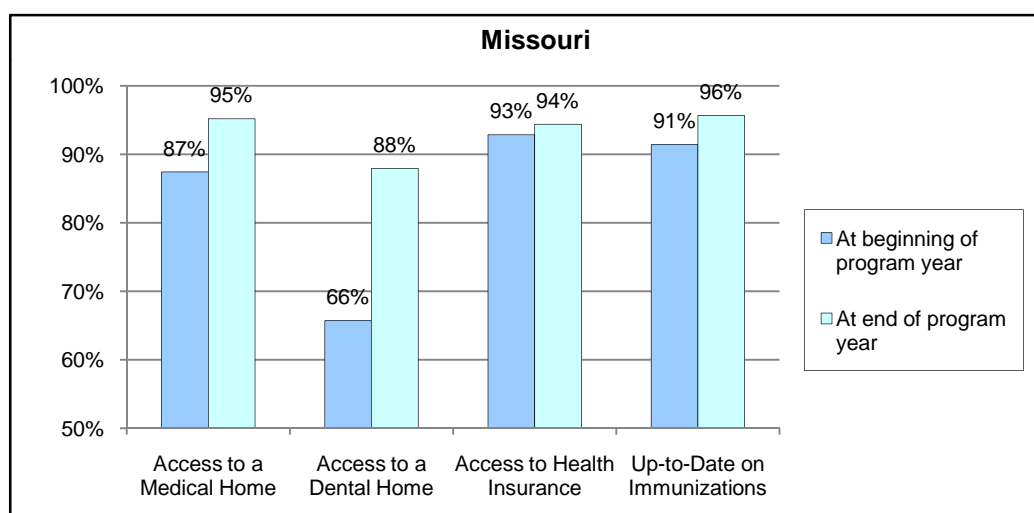 Missouri
100%
90%
80%
70%
60%
50%
87%
95%
66%
88%
93%
94%
91%
96%
Access to a
Medical Home
Access to a
Dental Home
Access to Health
Insurance
Up-to-Date on
Immunizations
At beginning of
program year
At end of program
year